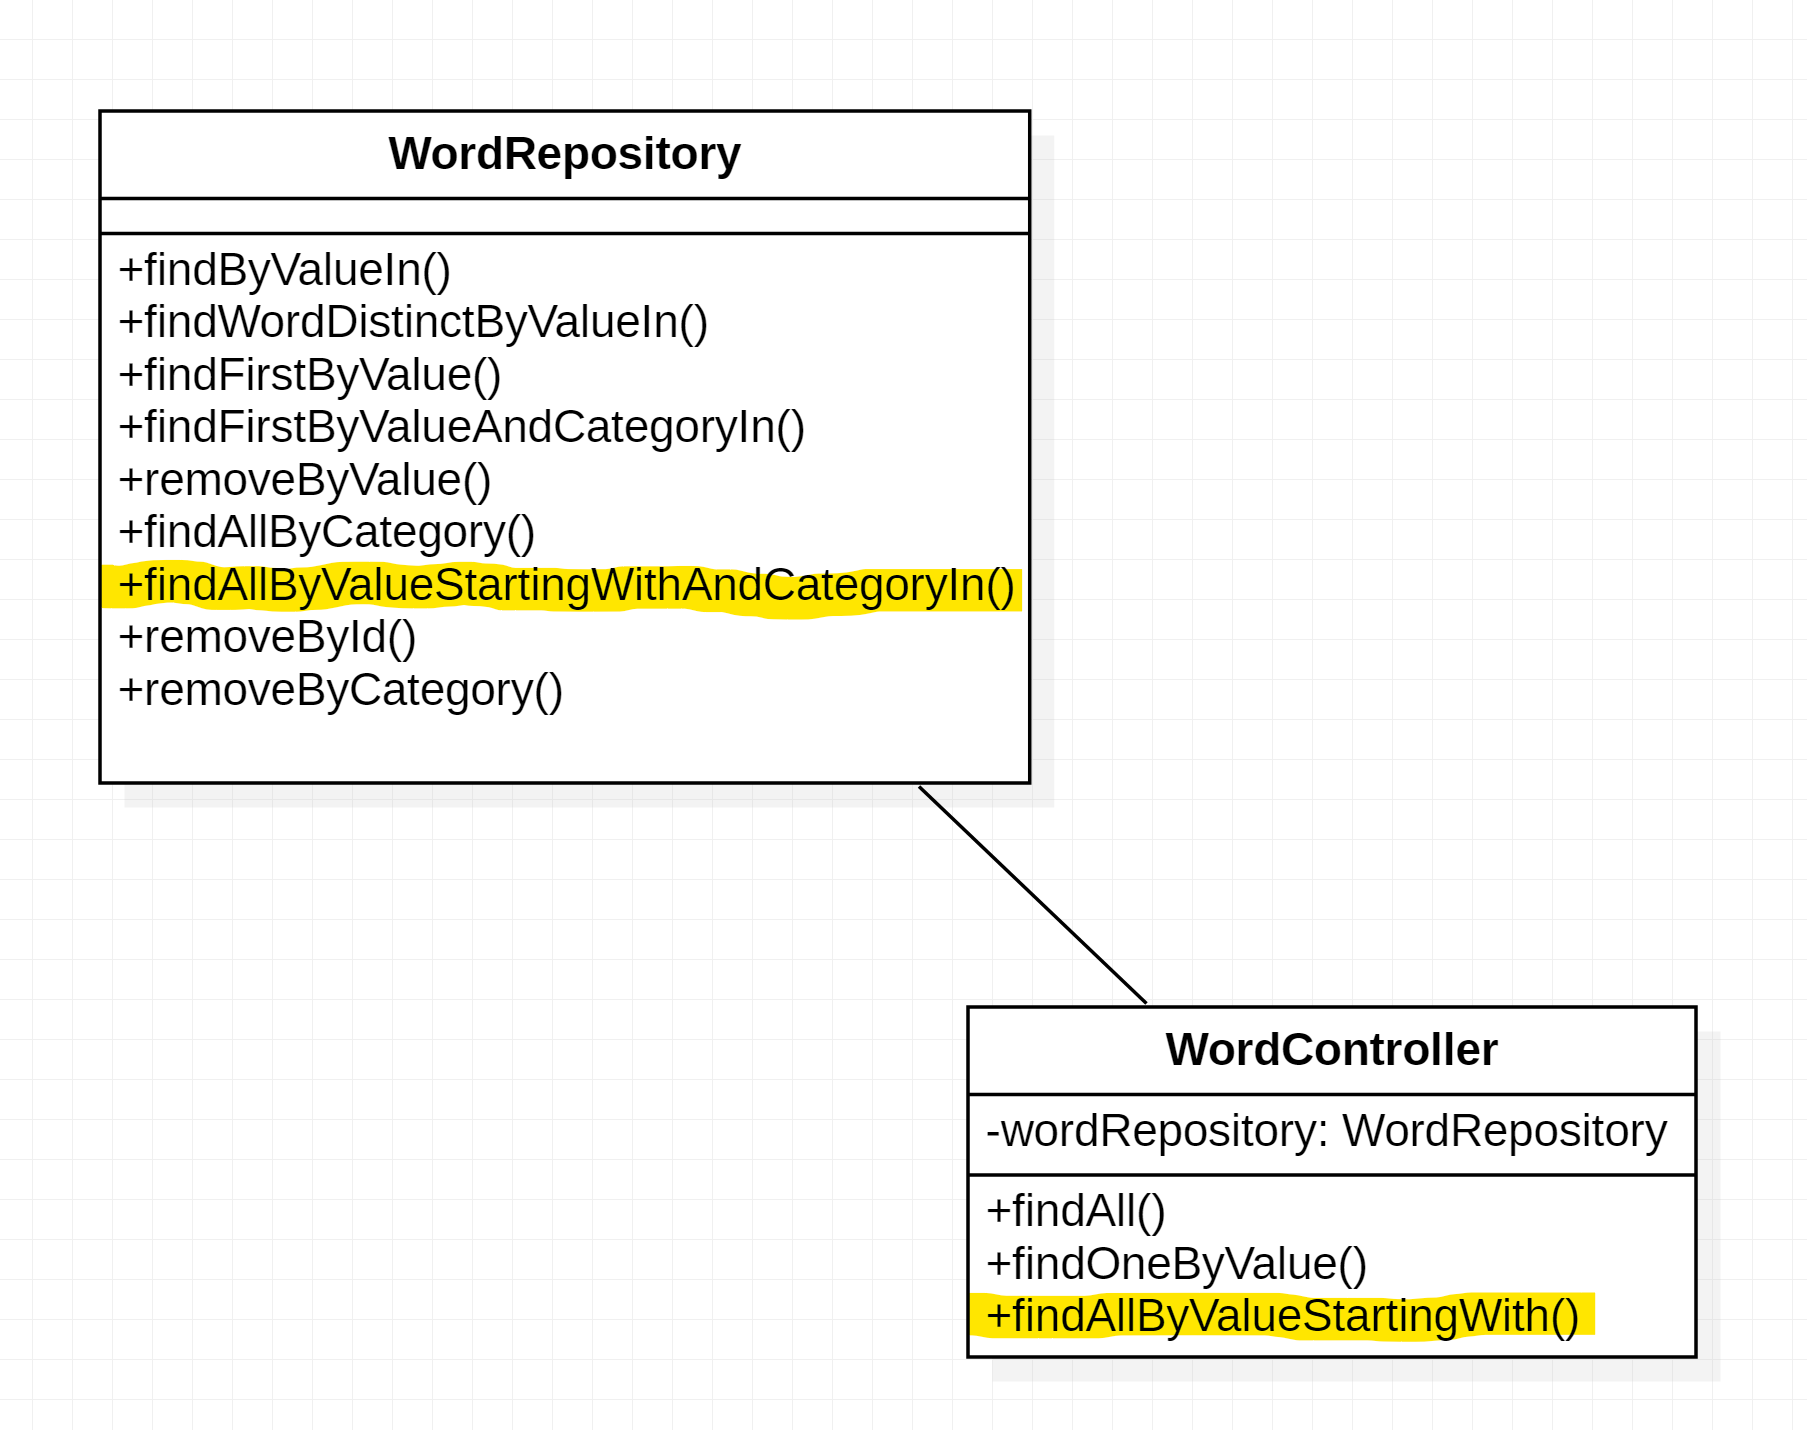 WordRepository
+findByValueIn()
+findWordDistinctByValueIn()
+findFirstByValue()
+findFirstByValueAndCategoryIn()
+removeByValue()
+findAllByCategory()
+findAllByValueStartingWithAndCategoryIn()
+removeById()
+removeByCategory()
WordController
-wordRepository: WordRepository
+findAll()
+findOneByValue()
+findAllByValueStartingWith()